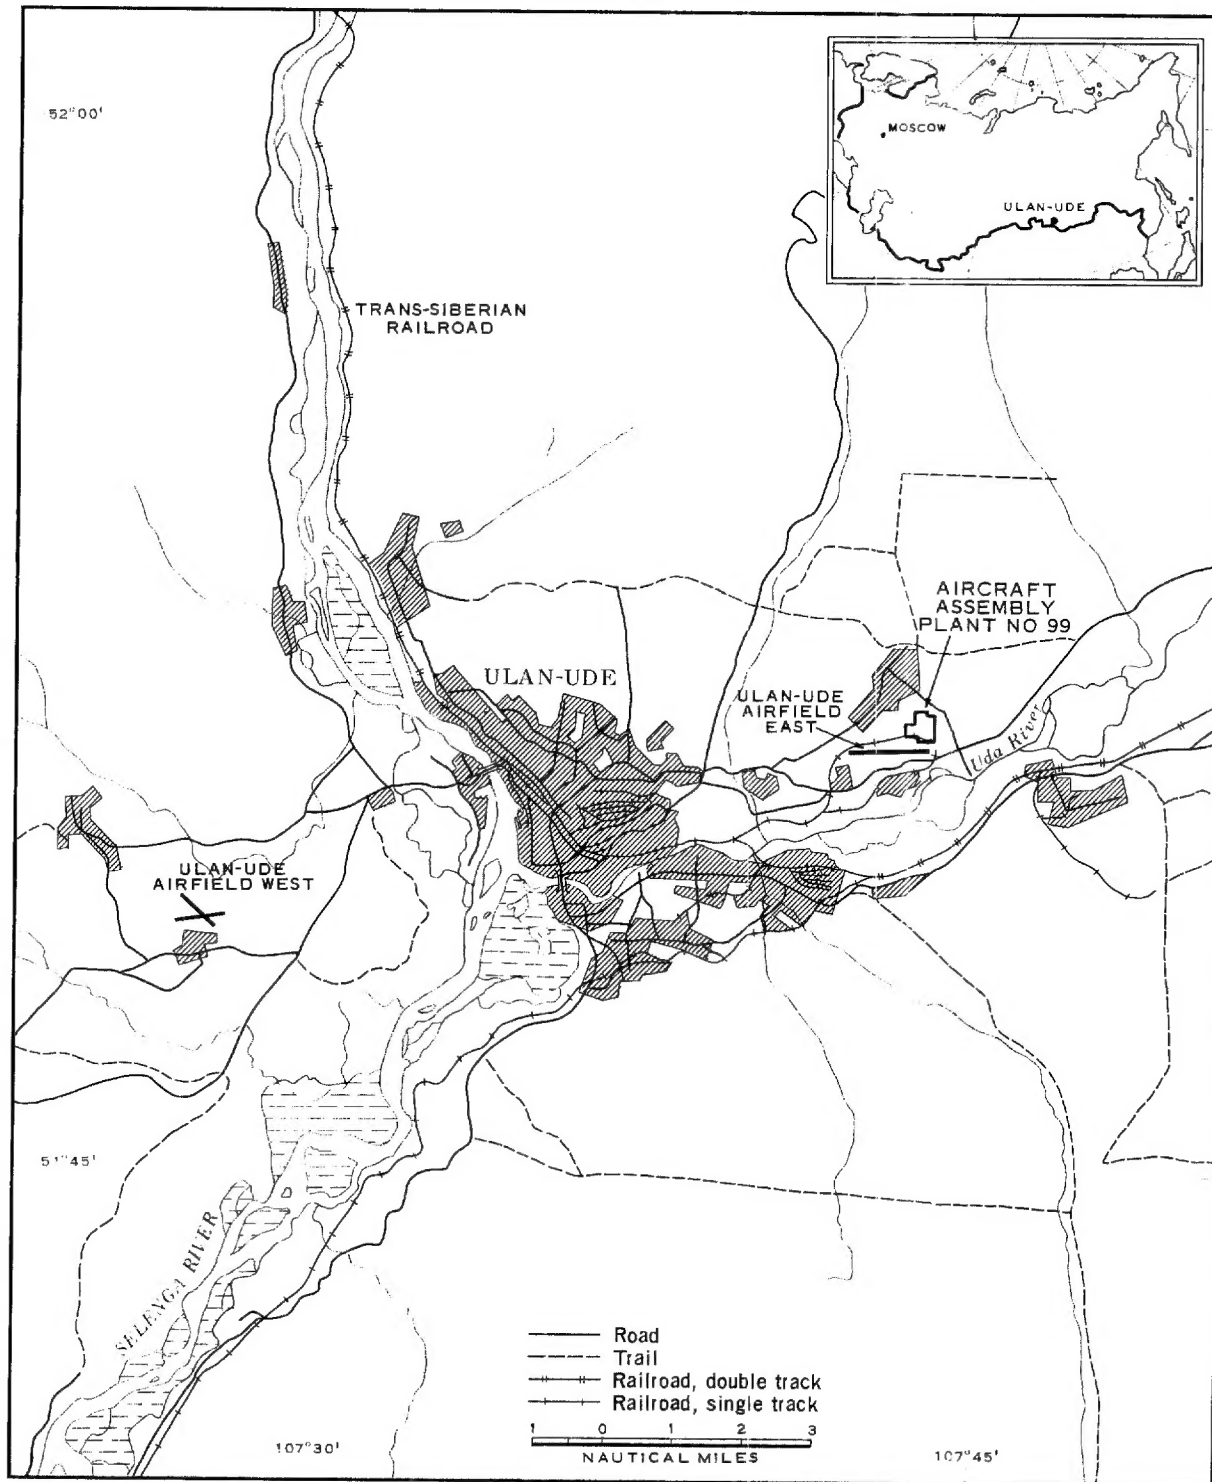 52°00'
MOSCOW
ULAN-UDE
TRANS-SIBERIAN
RAILROAD
AIRCRAFT
ASSEMBLY
PLANT NO 99
ULAN-UDE
ULAN-UDE
AIRFIELD
EAST
Uda River
ULAN-UDE
AIRFIELD WEST
51°45'
SELENGA RIVER
Road
Trail
Railroad, double track
Railroad, single track
1 0 1 2 3
NAUTICAL MILES
107°30'
107°45'